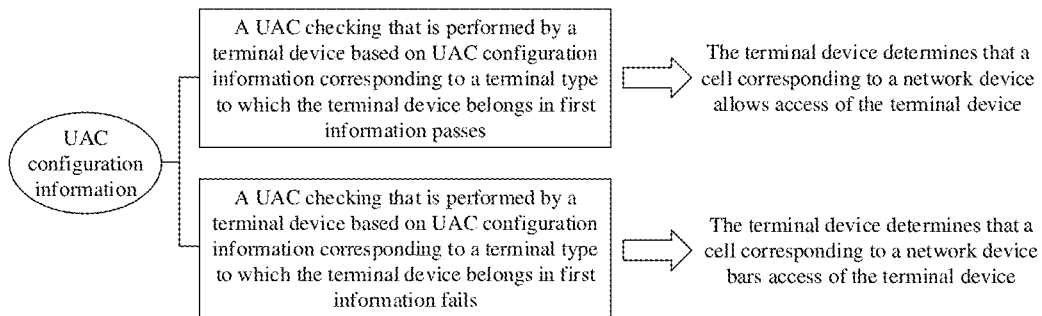 UAC
configuration
information
A UAC checking that is performed by a
terminal device based on UAC configuration
information corresponding to a terminal type
to which the terminal device belongs in first
information passes
The terminal device determines that a
cell corresponding to a network device
allows access of the terminal device
A UAC checking that is performed by a
terminal device based on UAC configuration
information corresponding to a terminal type
to which the terminal device belongs in first
information fails
The terminal device determines that a
cell corresponding to a network device
bars access of the terminal device